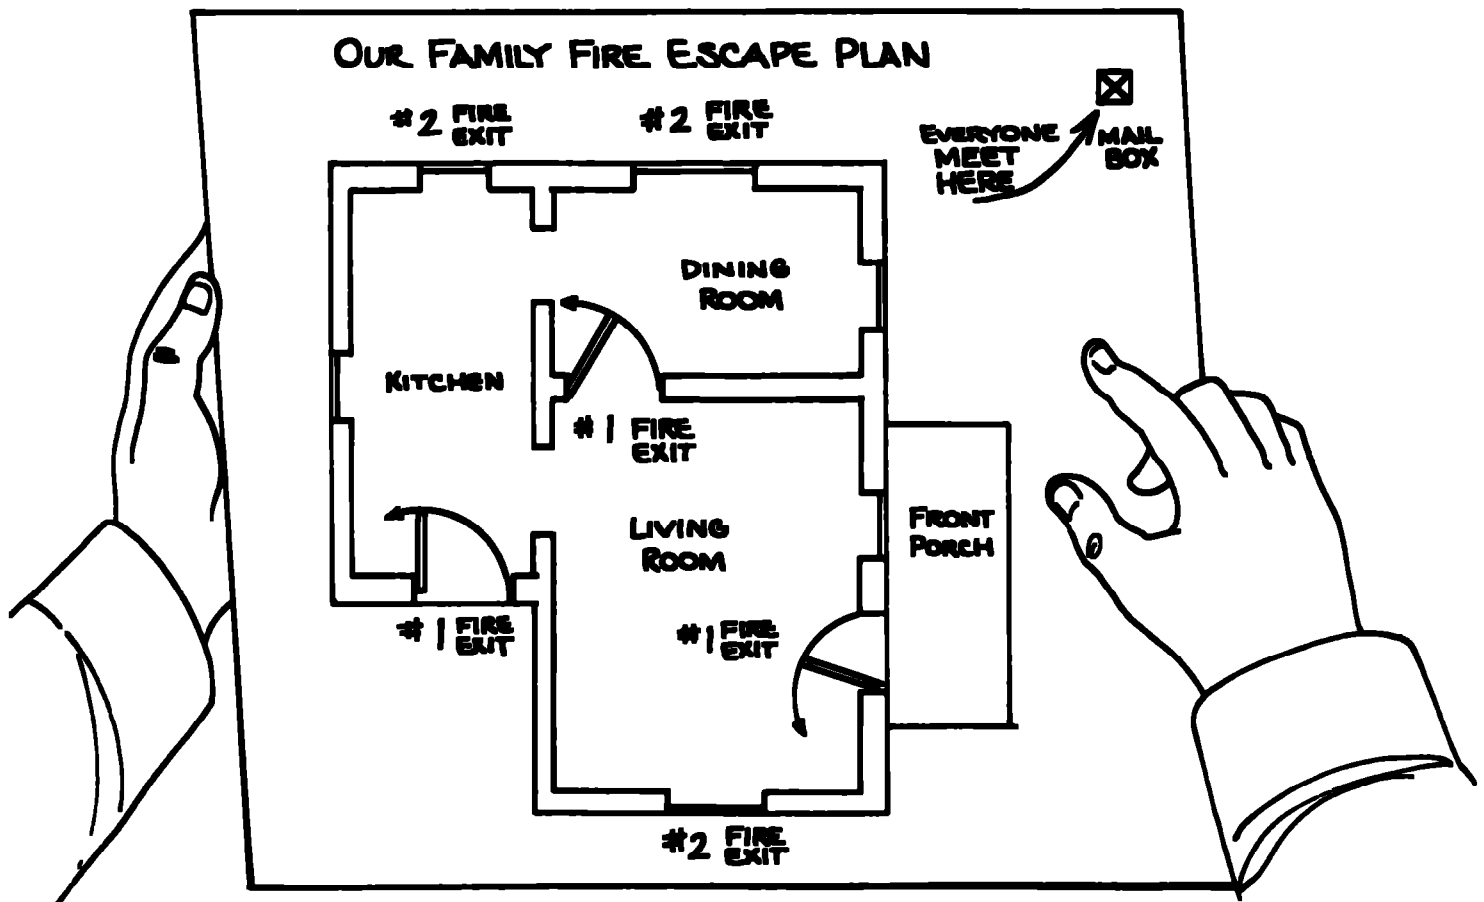 OUR FAMILY FIRE ESCAPE PLAN
#2 FIRE
EXIT
#2 FIRE
EXIT
EVERYONE
MEET
HERE
MAIL
BOX
DINING
ROOM
KITCHEN
#1 FIRE
EXIT
LIVING
ROOM
FRONT
PORCH
#1 FIRE
EXIT
#1 FIRE
EXIT
#2 FIRE
EXIT